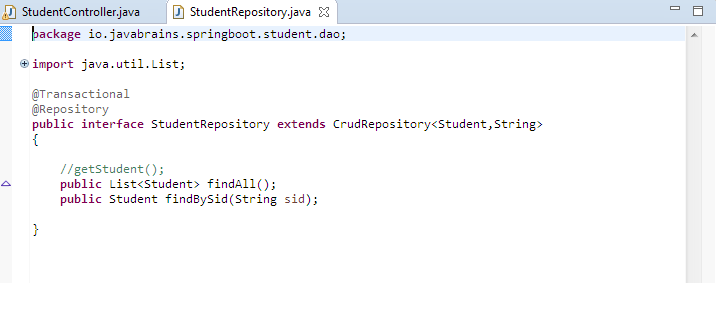 StudentController.java StudentRepository.java
package io.javabrains.springboot.student.dao;
import java.util.List;
@Transactional
@Repository
public interface StudentRepository extends CrudRepository<Student,String>
{
//getStudent();
public List<Student> findAll();
public Student findBySid(String sid);
}